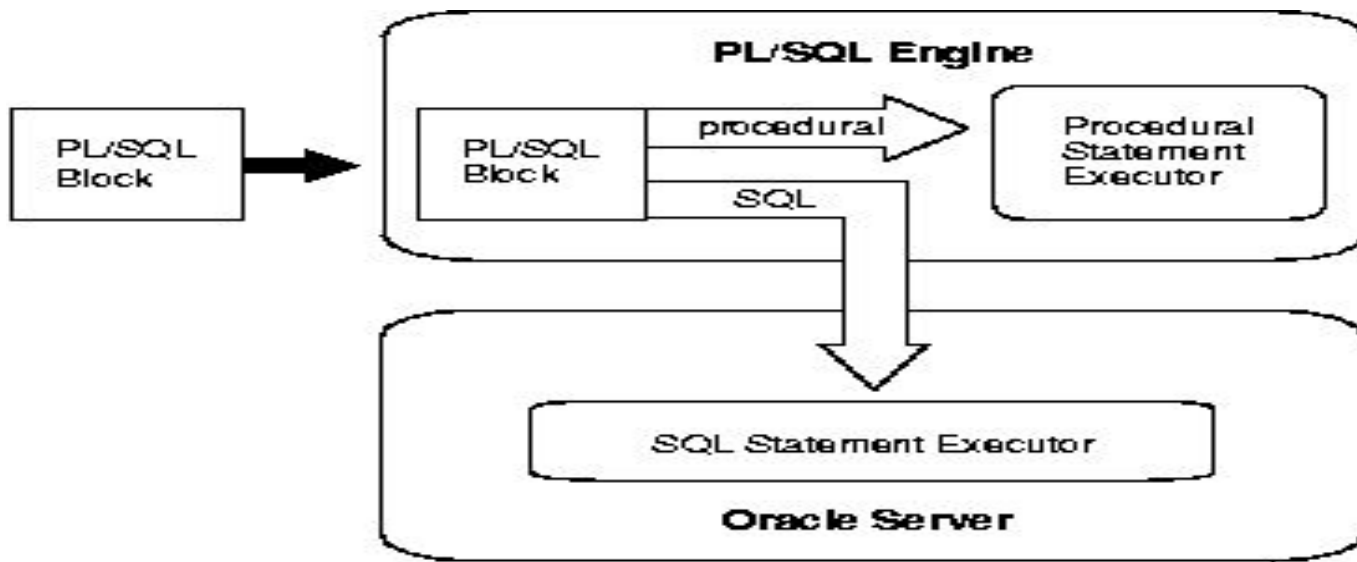 PL/SQL Engine
PL/SQL
Block
PL/SQL
Block
procedural
SQL
Procedural
Statement
Executor
SQL Statement Executor
Oracle Server